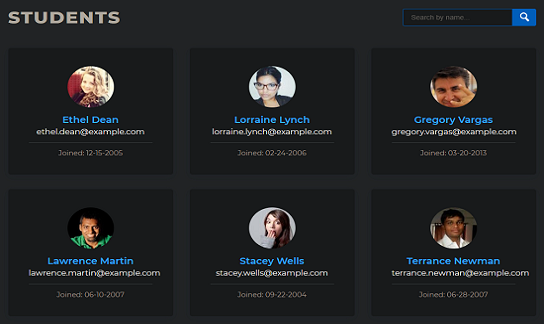 STUDENTS
Search by name...
Ethel Dean
ethel.dean@example.com
Joined: 12-15-2005
Lorraine Lynch
lorraine.lynch@example.com
Joined: 02-24-2006
Gregory Vargas
gregory.vargas@example.com
Joined: 03-20-2013
Lawrence Martin
lawrence.martin@example.com
Joined: 06-10-2007
Stacey Wells
stacey.wells@example.com
Joined: 09-22-2004
Terrance Newman
terrance.newman@example.com
Joined: 06-28-2007